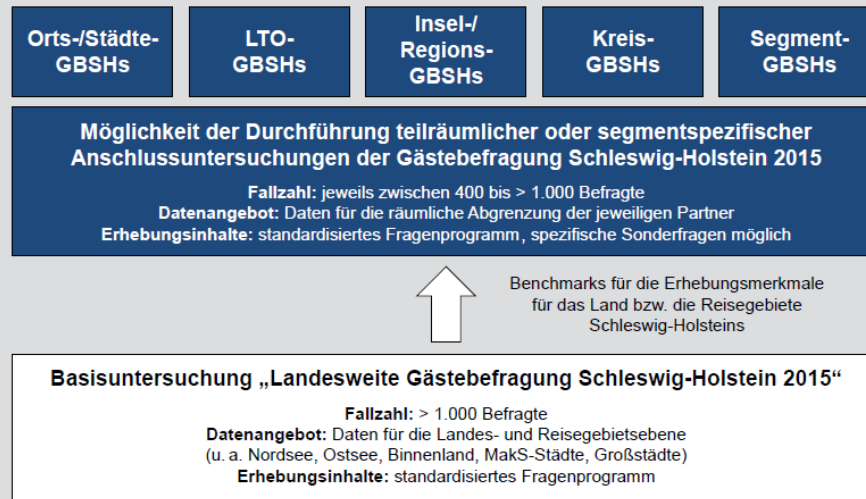 Orts-/Städte-
GBSHs
LTO-
GBSHs
Insel-/
Regions-
GBSHs
Kreis-
GBSHs
Segment-
GBSHs
Möglichkeit der Durchführung teilräumlicher oder segmentspezifischer
Anschlussuntersuchungen der Gästebefragung Schleswig-Holstein 2015
Fallzahl: jeweils zwischen 400 bis > 1.000 Befragte
Datenangebot: Daten für die räumliche Abgrenzung der jeweiligen Partner
Erhebungsinhalte: standardisiertes Fragenprogramm, spezifische Sonderfragen möglich
Benchmarks für die Erhebungsmerkmale
für das Land bzw. die Reisegebiete
Schleswig-Holsteins
Basisuntersuchung „Landesweite Gästebefragung Schleswig-Holstein 2015“
Fallzahl: > 1.000 Befragte
Datenangebot: Daten für die Landes- und Reisegebietsebene
(u. a. Nordsee, Ostsee, Binnenland, MakS-Städte, Großstädte)
Erhebungsinhalte: standardisiertes Fragenprogramm